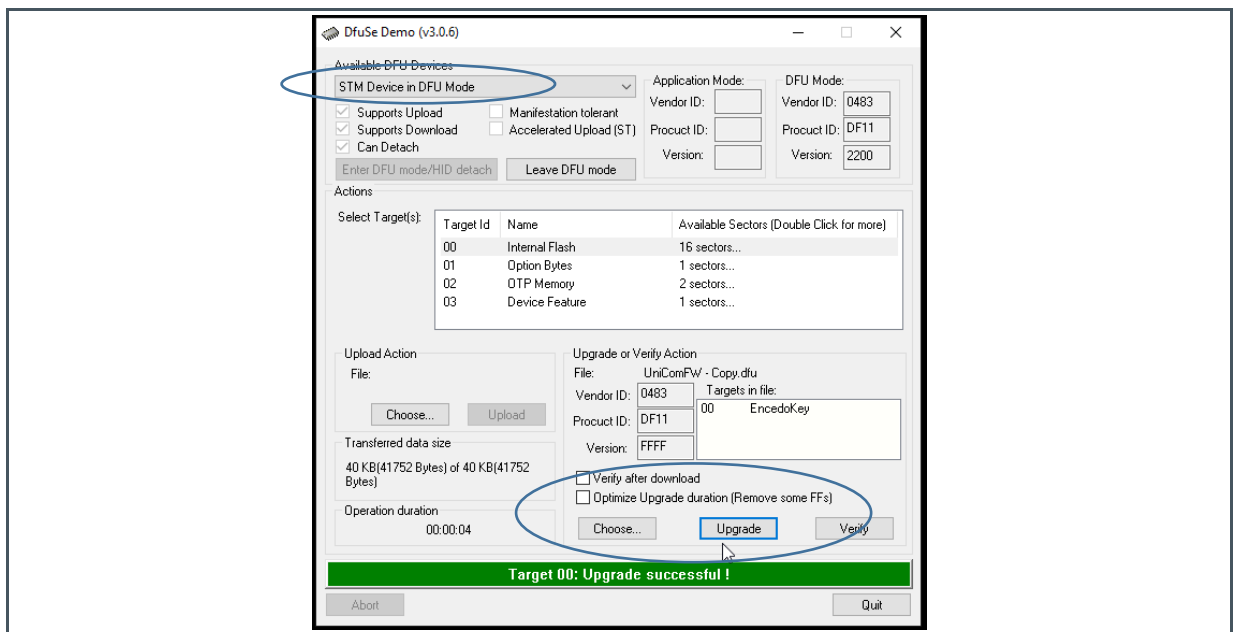 DfuSe Demo (v3.0.6)
Available DFU Devices
STM Device in DFU Mode
Supports Upload
Manifestation tolerant
Supports Download
Accelerated Upload (ST)
Can Detach
Enter DFU mode/HID detach
Leave DFU mode
Application Mode:
Vendor ID:
Procuct ID:
Version:
DFU Mode:
Vendor ID: 0483
Procuct ID: DF11
Version: 2200
Actions
Select Target(s):
Target Id Name Available Sectors (Double Click for more)
00 Internal Flash 16 sectors...
01 Option Bytes 1 sectors...
02 OTP Memory 2 sectors...
03 Device Feature 1 sectors...
Upload Action
File:
Choose... Upload
Transferred data size
40 KB(41752 Bytes) of 40 KB(41752
Bytes)
Operation duration
00:00:04
Upgrade or Verify Action
File: UniComFW - Copy.dfu
Vendor ID: 0483
Procuct ID: DF11
Version: FFFF
Targets in file:
00 EncedoKey
Verify after download
Optimize Upgrade duration (Remove some FFs)
Choose... Upgrade Verify
Target 00: Upgrade successful !
Abort Quit